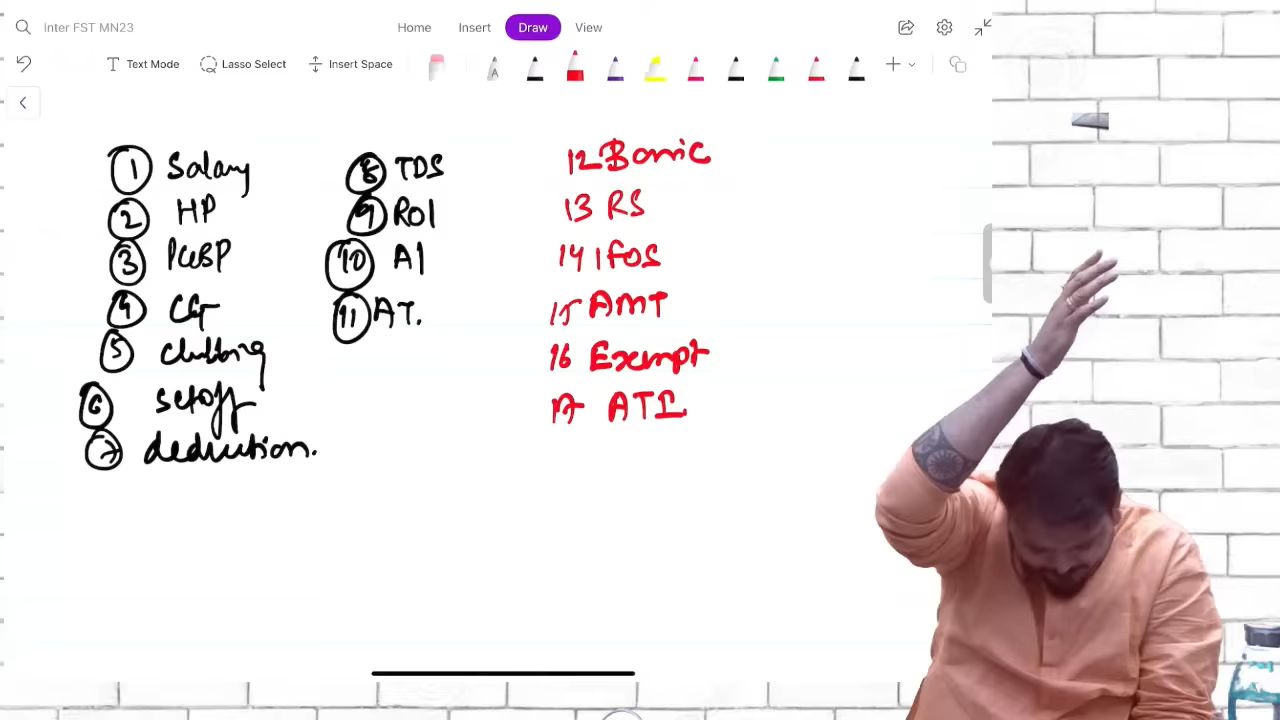 Inter FST MN23
Home Insert Draw View
Text Mode Lasso Select Insert Space
1 Salary
2 HP
3 PGBP
4 CG
5 clubbing
6 setoff
7 deduction.
8 TDS
9 ROI
10 AI
11 AT.
12 Basic
13 RS
14 IFOS
15 AMT
16 Exempt
17 ATI